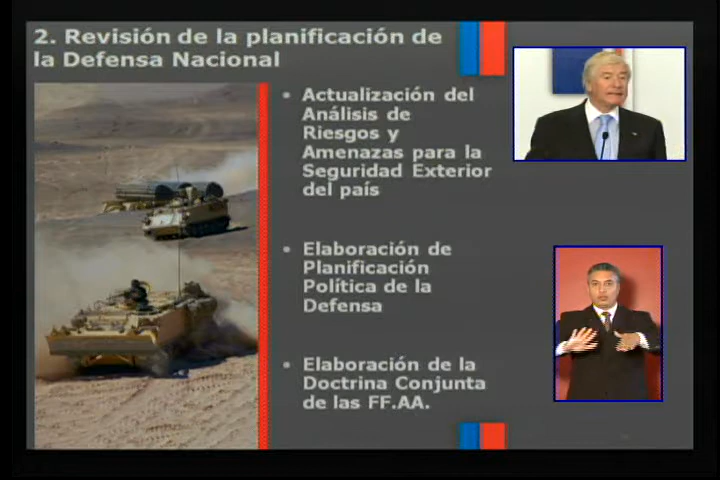 2. Revisión de la planificación de
la Defensa Nacional
• Actualización del
Análisis de
Riesgos y
Amenazas para la
Seguridad Exterior
del país
• Elaboración de
Planificación
Política de la
Defensa
• Elaboración de la
Doctrina Conjunta
de las FF.AA.